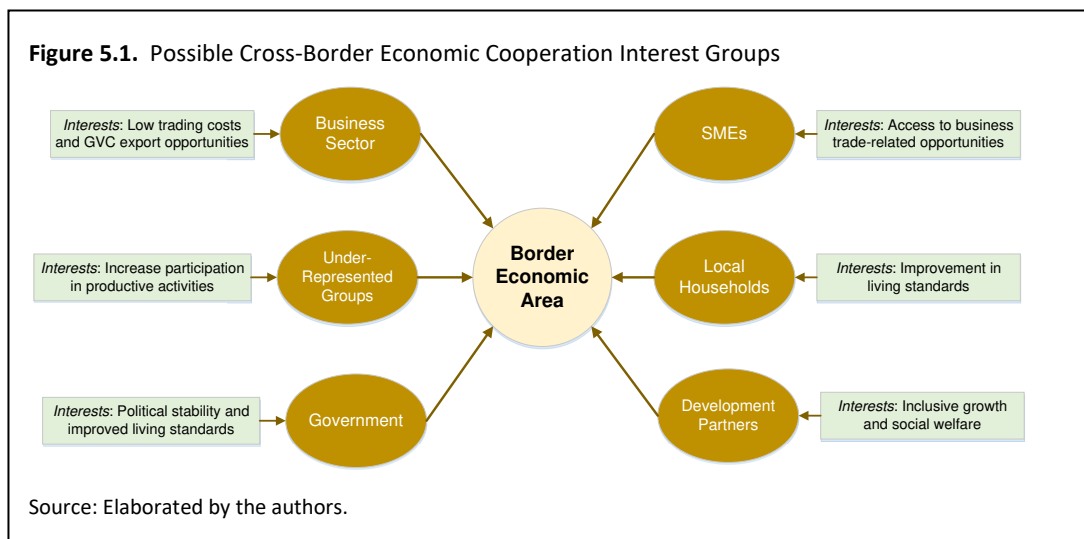 Figure 5.1. Possible Cross-Border Economic Cooperation Interest Groups
Interests: Low trading costs
and GVC export opportunities
Business
Sector
SMEs
Interests: Access to business
trade-related opportunities
Interests: Increase participation
in productive activities
Under-
Represented
Groups
Border
Economic
Area
Local
Households
Interests: Improvement in
living standards
Interests: Political stability and
improved living standards
Government
Development
Partners
Interests: Inclusive growth
and social welfare
Source: Elaborated by the authors.